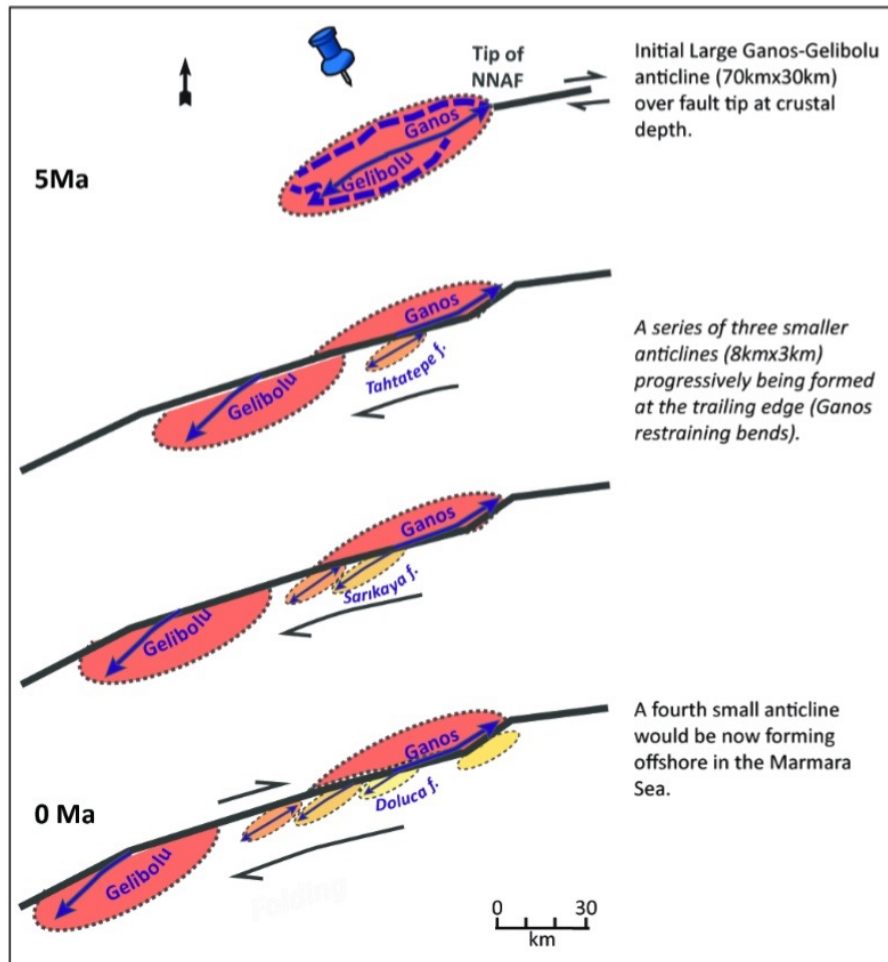 Tip of
NNAF
Initial Large Ganos-Gelibolu
anticline (70kmx30km)
over fault tip at crustal
depth.
Ganos
Gelibolu
5Ma
Ganos
Tahtatepe f.
Gelibolu
A series of three smaller
anticlines (8kmx3km)
progressively being formed
at the trailing edge (Ganos
restraining bends).
Ganos
Sarıkaya f.
Gelibolu
A fourth small anticline
would be now forming
offshore in the Marmara
Sea.
Ganos
Doluca f.
0 Ma
Gelibolu
Folding
0 30
km